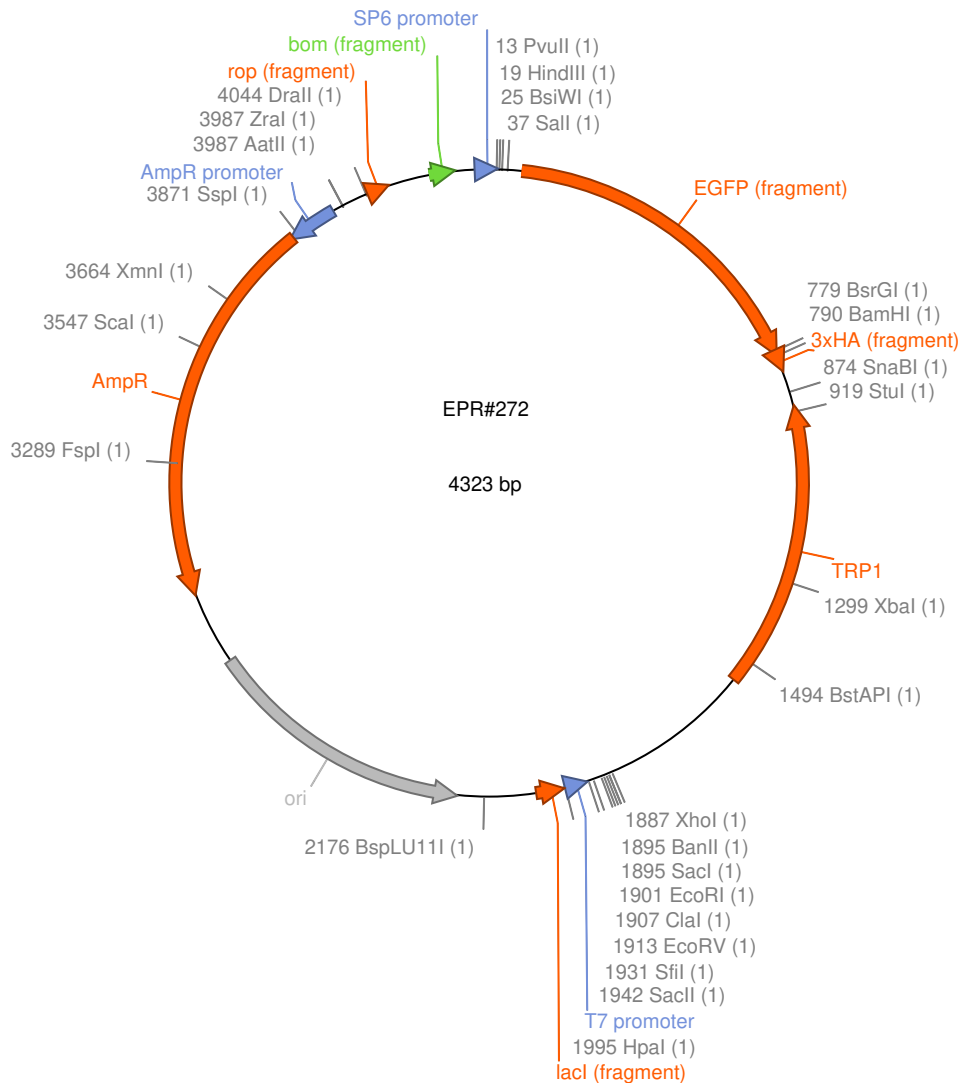 SP6 promoter
bom (fragment)
rop (fragment)
4044 DraII (1)
3987 ZraI (1)
3987 AatII (1)
AmpR promoter
3871 SspI (1)
3664 XmnI (1)
3547 ScaI (1)
AmpR
3289 FspI (1)
13 PvuII (1)
19 HindIII (1)
25 BsiWI (1)
37 SalI (1)
EGFP (fragment)
779 BsrGI (1)
790 BamHI (1)
3xHA (fragment)
874 SnaBI (1)
919 StuI (1)
EPR#272
4323 bp
TRP1
1299 XbaI (1)
1494 BstAPI (1)
ori
2176 BspLU11I (1)
1887 XhoI (1)
1895 BanII (1)
1895 SacI (1)
1901 EcoRI (1)
1907 ClaI (1)
1913 EcoRV (1)
1931 SfiI (1)
1942 SacII (1)
T7 promoter
1995 HpaI (1)
lacI (fragment)